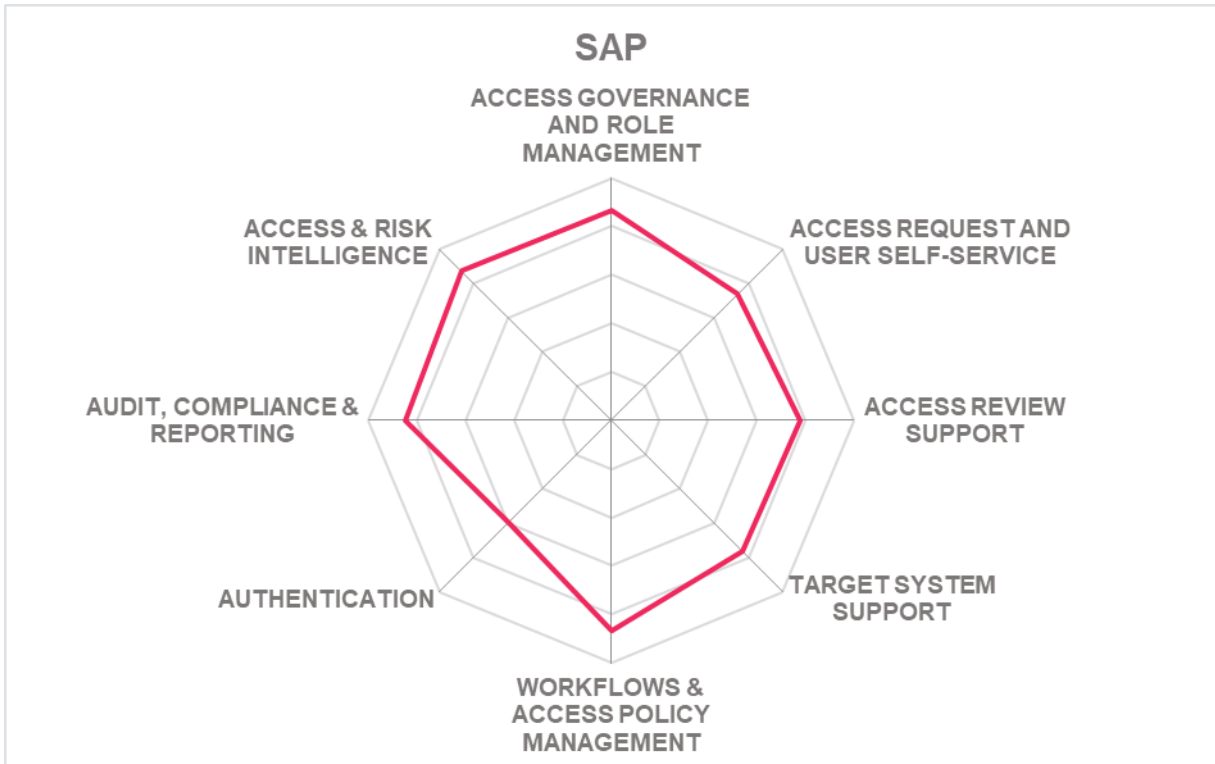 SAP
ACCESS GOVERNANCE
AND ROLE
MANAGEMENT
ACCESS REQUEST AND
USER SELF-SERVICE
ACCESS REVIEW
SUPPORT
TARGET SYSTEM
SUPPORT
WORKFLOWS &
ACCESS POLICY
MANAGEMENT
AUTHENTICATION
AUDIT, COMPLIANCE &
REPORTING
ACCESS & RISK
INTELLIGENCE